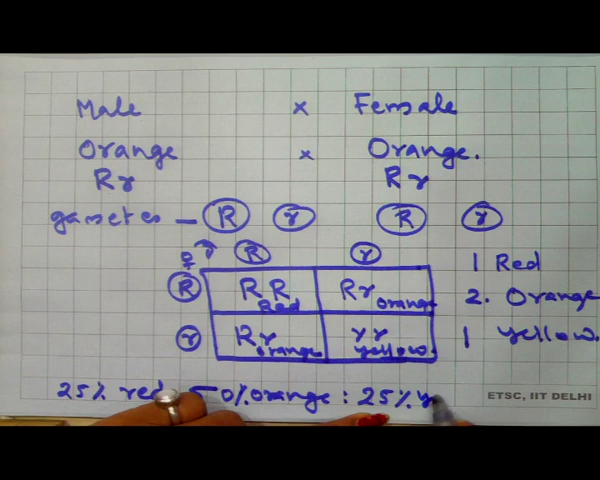 Male x Female
Orange x Orange.
Rr Rr
gametes — R r R r
♀ R r
R RR Red Rr orange 1 Red
2. Orange
r Rr orange rr yellow. 1 yellow.
25% red 50% orange : 25% y
ETSC, IIT DELHI